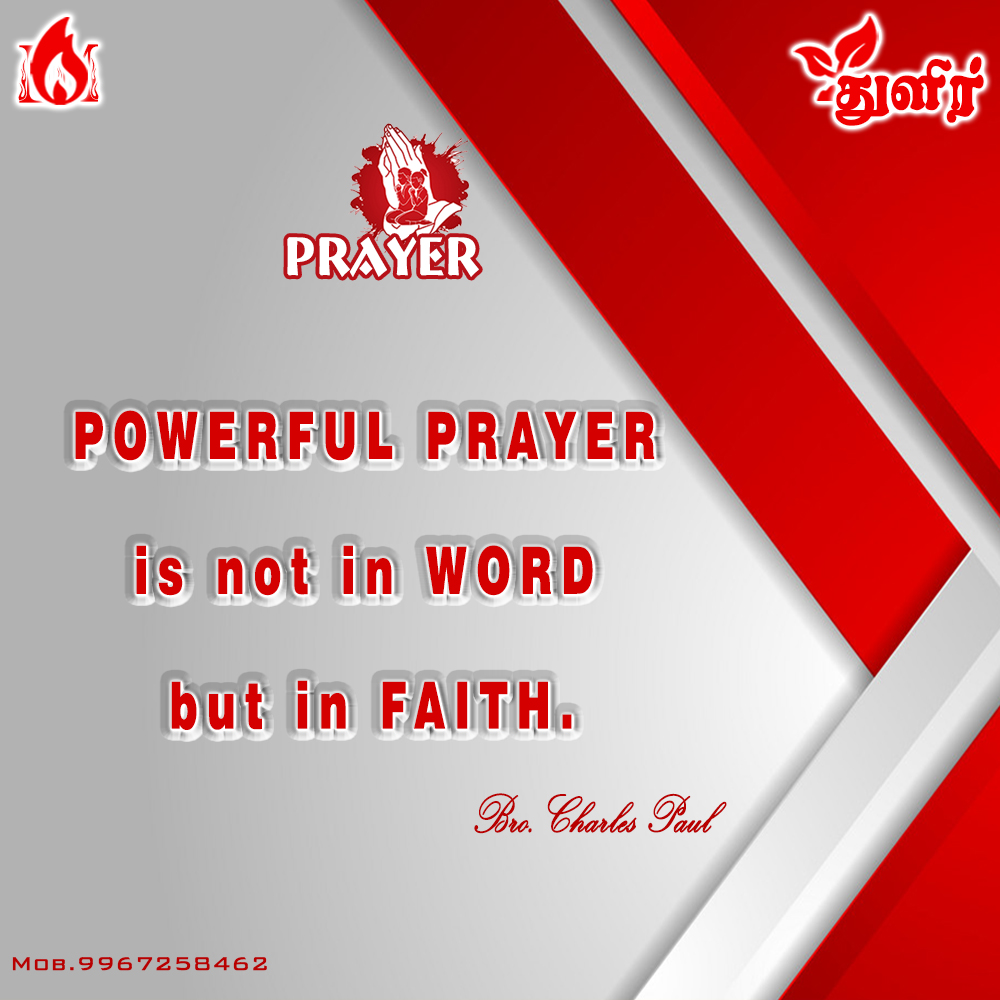 துளிர்
PRAYER
POWERFUL PRAYER
is not in WORD
but in FAITH.
Bro. Charles Paul
MOB.9967258462